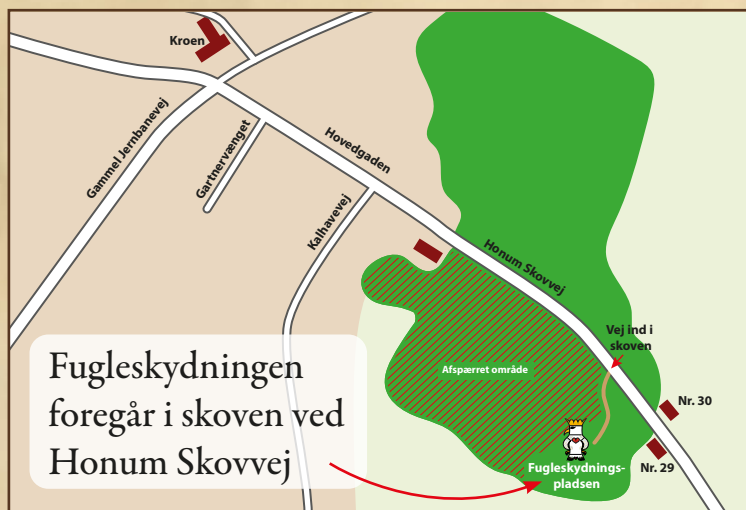 Kroen
Gammel Jernbanevej
Gartnervænget
Hovedgaden
Kalhavevej
Honum Skovvej
Vej ind i
skoven
Afspærret område
Nr. 30
Nr. 29
Fugleskydnings-
pladsen
Fugleskydningen
foregår i skoven ved
Honum Skovvej